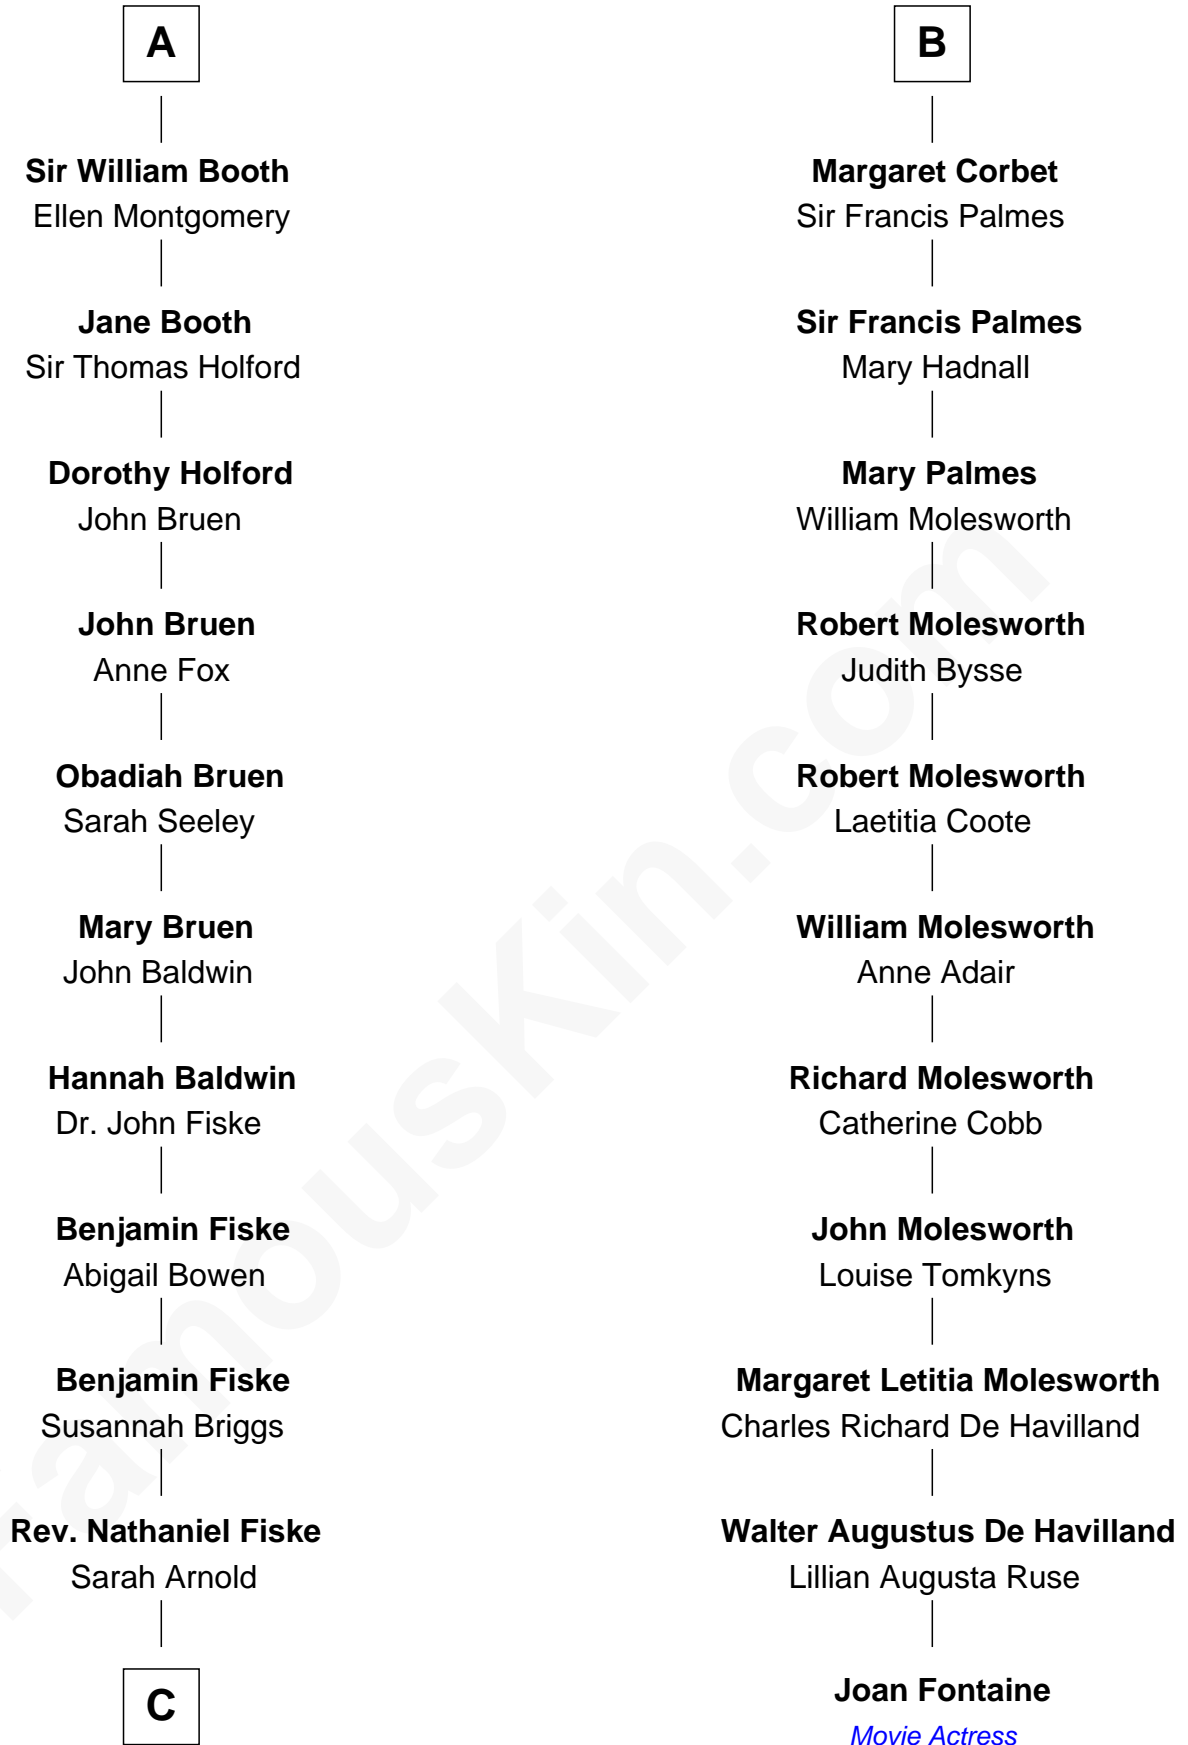 A
Sir William Booth
Ellen Montgomery
Jane Booth
Sir Thomas Holford
Dorothy Holford
John Bruen
John Bruen
Anne Fox
Obadiah Bruen
Sarah Seeley
Mary Bruen
John Baldwin
Hannah Baldwin
Dr. John Fiske
Benjamin Fiske
Abigail Bowen
Benjamin Fiske
Susannah Briggs
Rev. Nathaniel Fiske
Sarah Arnold
C
B
Margaret Corbet
Sir Francis Palmes
Sir Francis Palmes
Mary Hadnall
Mary Palmes
William Molesworth
Robert Molesworth
Judith Bysse
Robert Molesworth
Laetitia Coote
William Molesworth
Anne Adair
Richard Molesworth
Catherine Cobb
John Molesworth
Louise Tomkyns
Margaret Letitia Molesworth
Charles Richard De Havilland
Walter Augustus De Havilland
Lillian Augusta Ruse
Joan Fontaine
Movie Actress
FamousKin.com